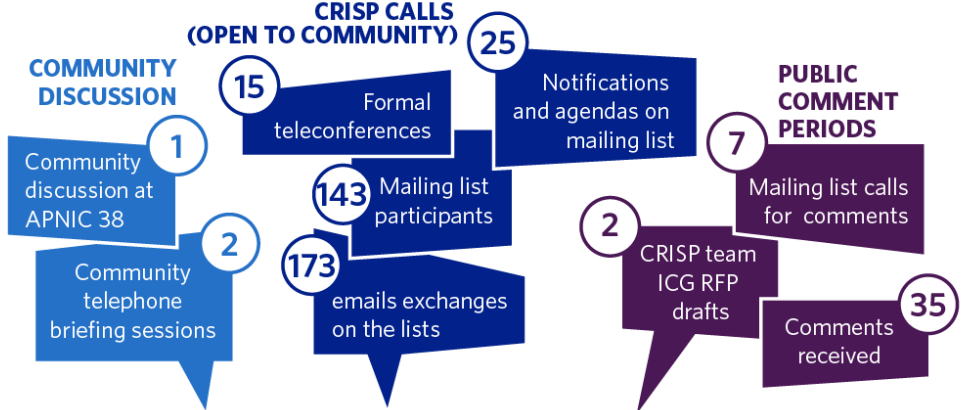 COMMUNITY
DISCUSSION
1
Community
discussion at
APNIC 38
2
Community
telephone
briefing sessions
CRISP CALLS
(OPEN TO COMMUNITY)
15
Formal
teleconferences
25
Notifications
and agendas on
mailing list
143
Mailing list
participants
173
emails exchanges
on the lists
PUBLIC
COMMENT
PERIODS
7
Mailing list calls
for comments
2
CRISP team
ICG RFP
drafts
35
Comments
received